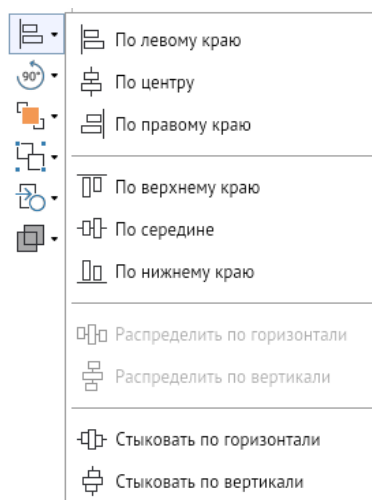 По левому краю
90°
По центру
По правому краю
По верхнему краю
По середине
По нижнему краю
Распределить по горизонтали
Распределить по вертикали
Стыковать по горизонтали
Стыковать по вертикали